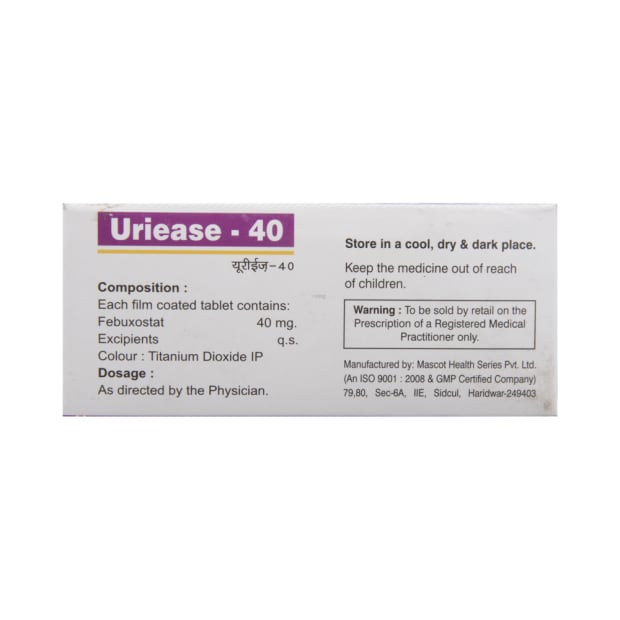 Uriease - 40
यूरीईज़-40
Composition :
Each film coated tablet contains:
Febuxostat 40 mg.
Excipients q.s.
Colour : Titanium Dioxide IP
Dosage :
As directed by the Physician.
Store in a cool, dry & dark place.
Keep the medicine out of reach
of children.
Warning : To be sold by retail on the
Prescription of a Registered Medical
Practitioner only.
Manufactured by: Mascot Health Series Pvt. Ltd.
(An ISO 9001 : 2008 & GMP Certified Company)
79,80, Sec-6A, IIE, Sidcul, Haridwar-249403